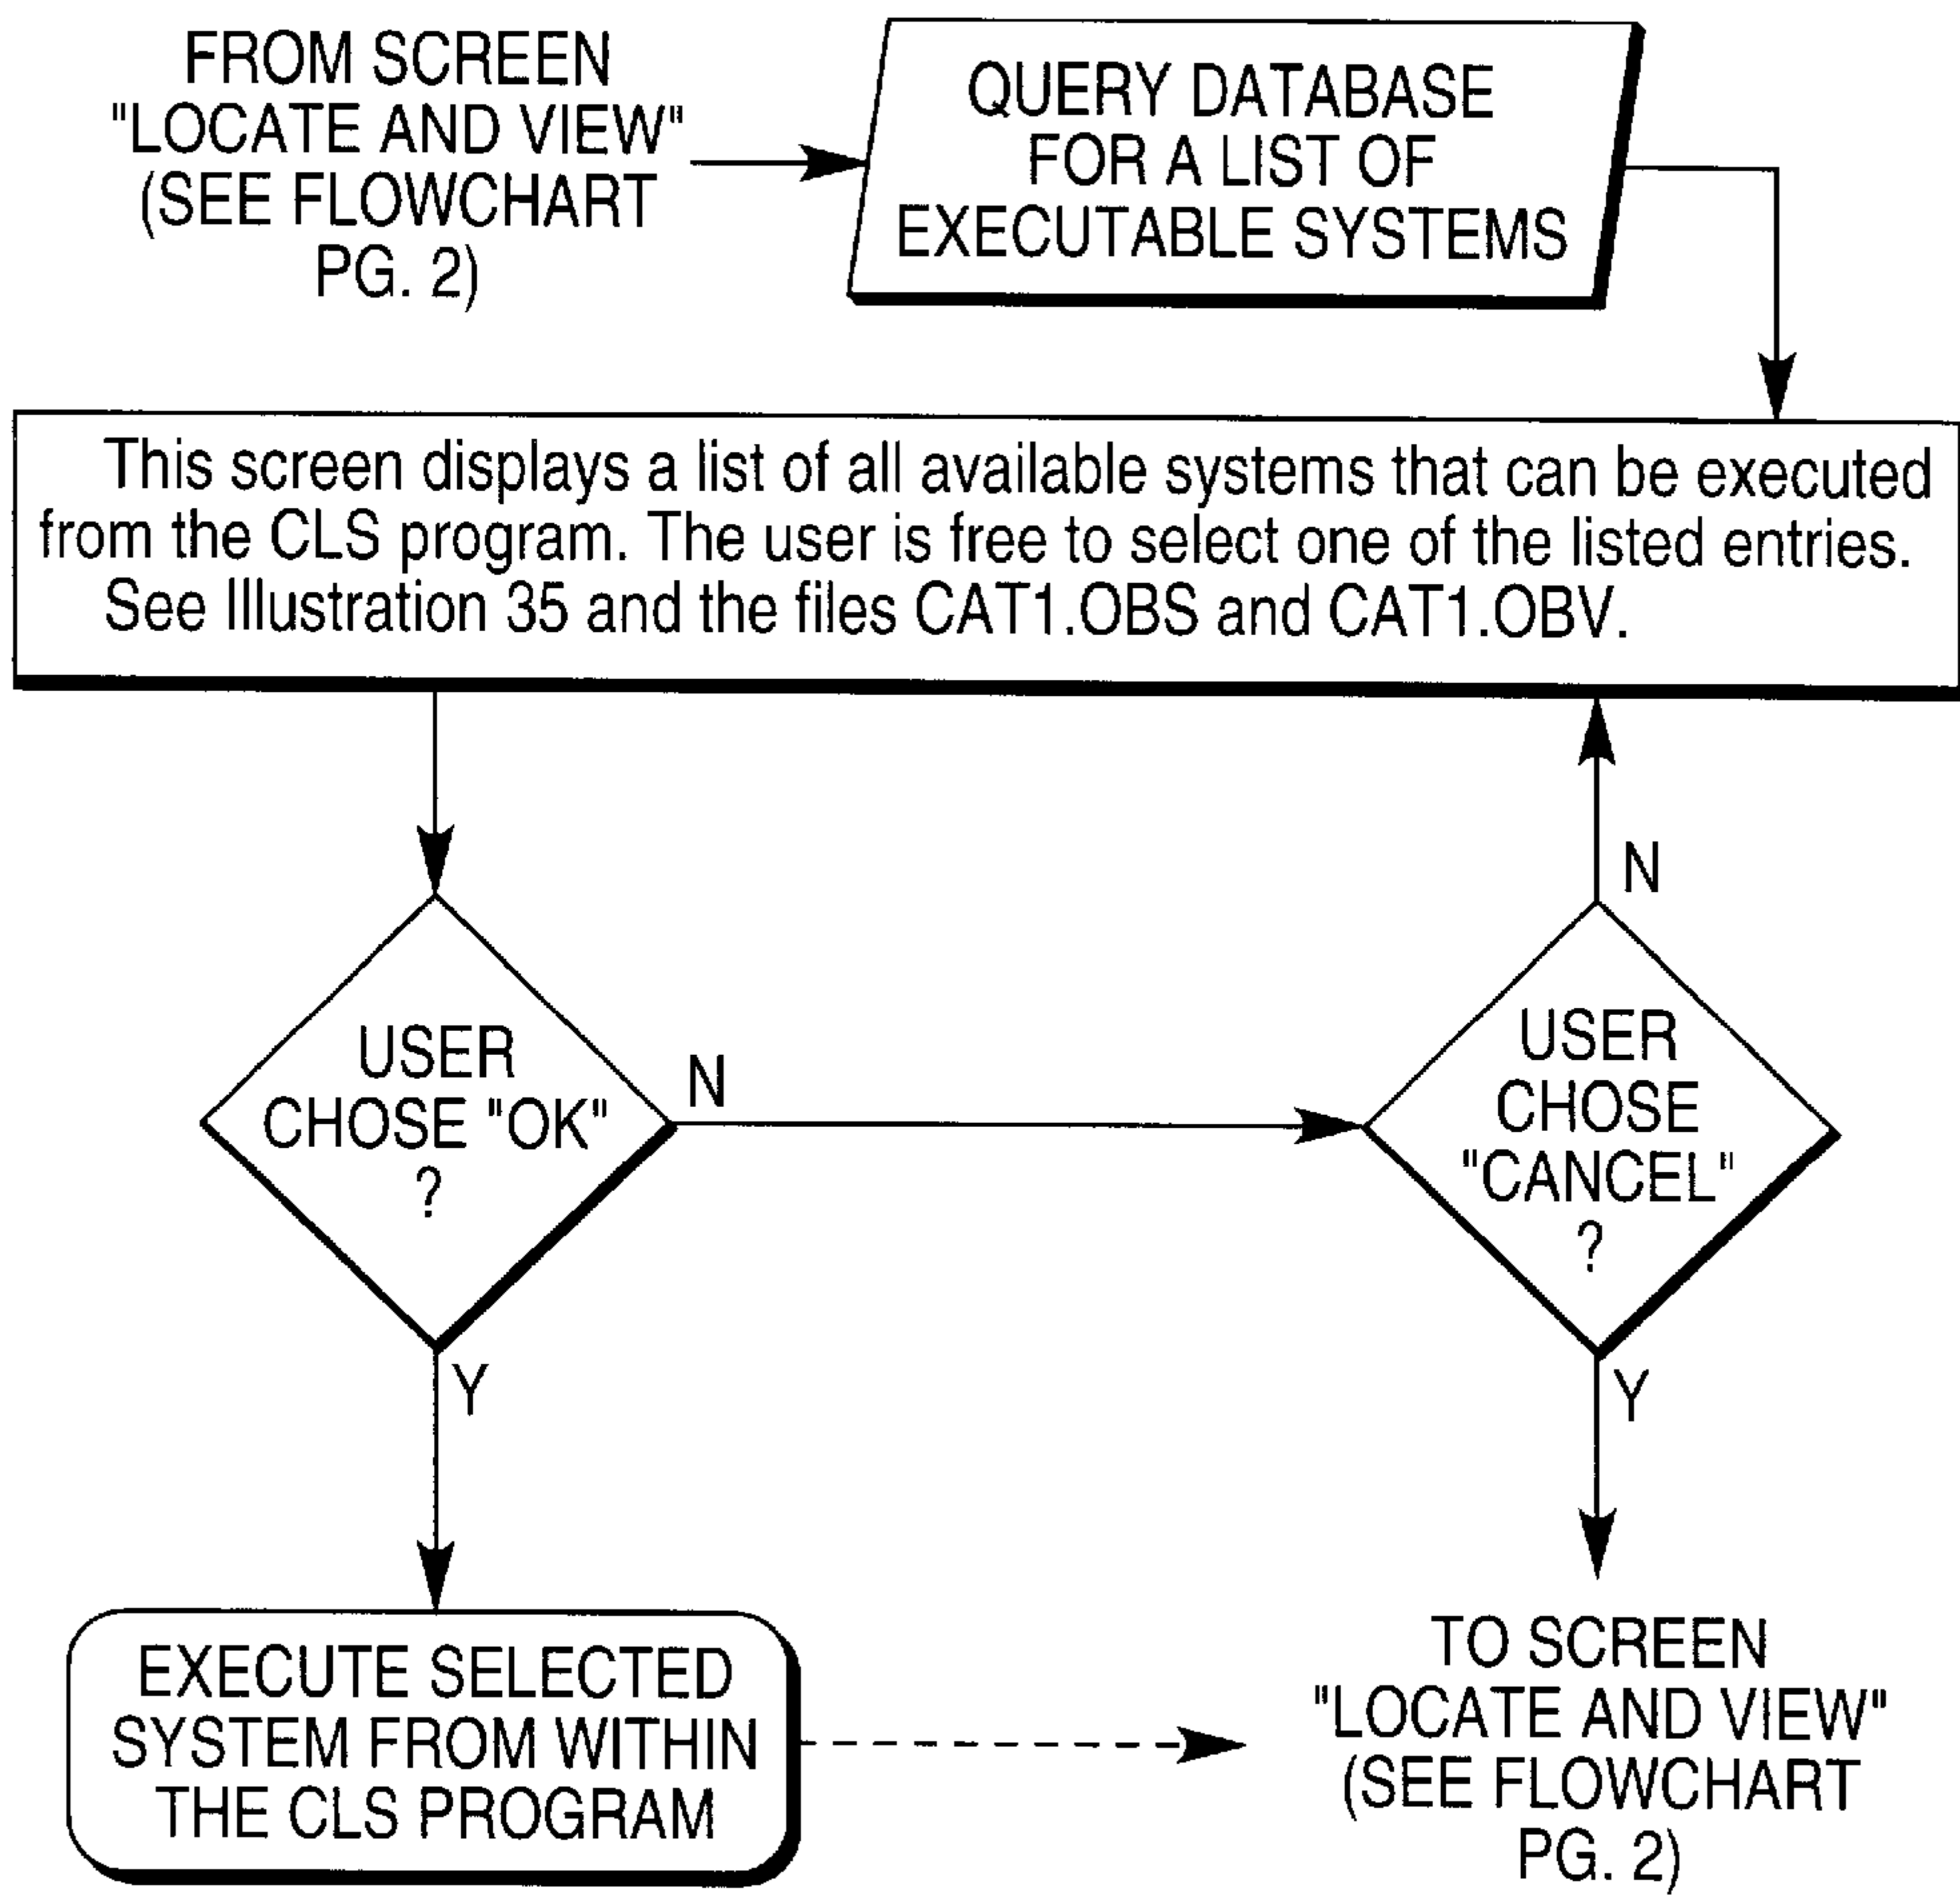 FROM SCREEN
"LOCATE AND VIEW"
(SEE FLOWCHART
PG. 2)
QUERY DATABASE
FOR A LIST OF
EXECUTABLE SYSTEMS
This screen displays a list of all available systems that can be executed
from the CLS program. The user is free to select one of the listed entries.
See Illustration 35 and the files CAT1.OBS and CAT1.OBV.
USER
CHOSE "OK"
?
N
Y
N
USER
CHOSE
"CANCEL"
?
Y
EXECUTE SELECTED
SYSTEM FROM WITHIN
THE CLS PROGRAM
TO SCREEN
"LOCATE AND VIEW"
(SEE FLOWCHART
PG. 2)